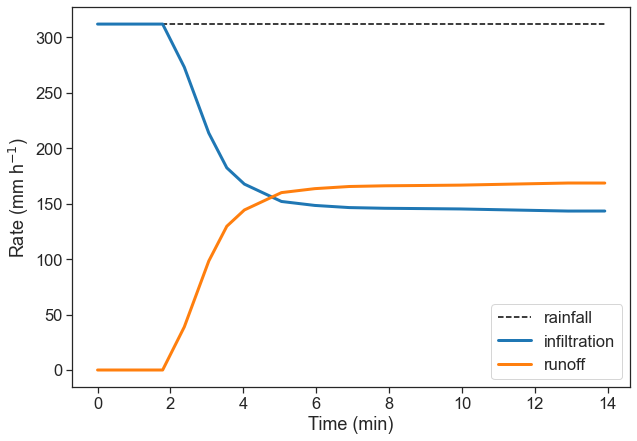 300
250
200
150
100
50
0
Rate (mm h⁻¹)
rainfall
infiltration
runoff
0 2 4 6 8 10 12 14
Time (min)